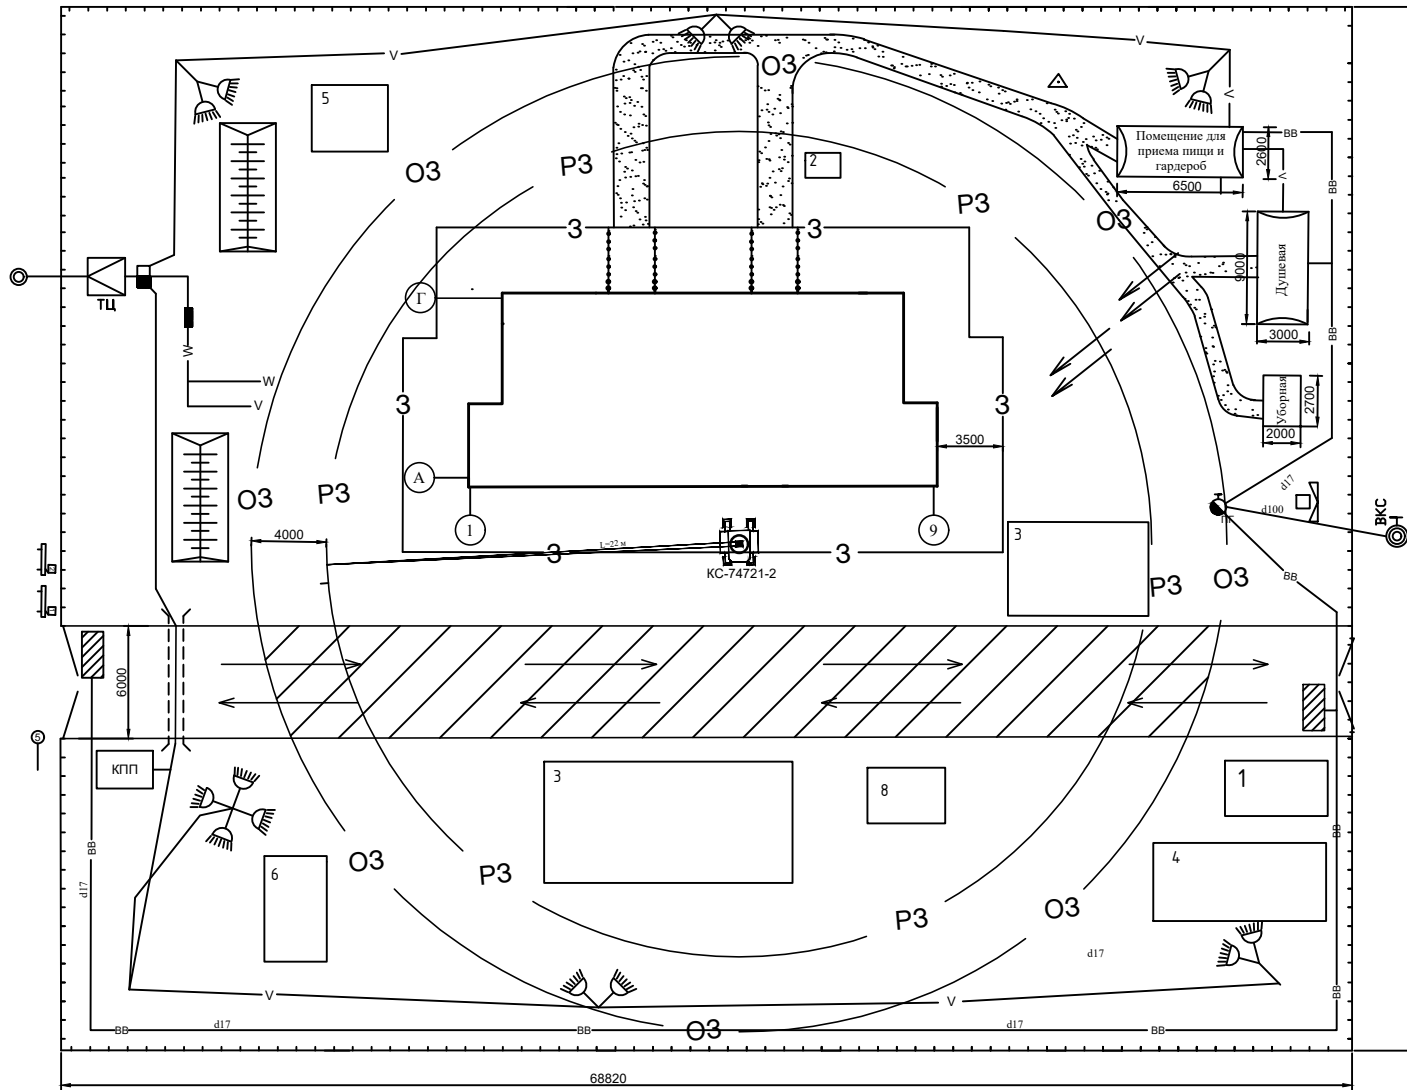 V
V
5
ОЗ
ОЗ
РЗ
2
РЗ
ОЗ
V
Помещение для
приема пищи и
гардероб
2600
6500
ВВ
V
ВВ
З
З
9000
Душевая
3000
ВВ
ТЦ
Г
W
W
V
З
З
3500
Уборная
2700
2000
А
ОЗ
РЗ
1
9
4000
L=22 м
З
З
КС-74721-2
3
d17
ПГ
d100
ВКС
РЗ
ОЗ
ВВ
6000
5
КПП
3
8
1
ВВ
ВВ
d17
ОЗ
РЗ
4
6
РЗ
ОЗ
d17
V
V
ВВ
ВВ
d17
ВВ
ОЗ
d17
ВВ
68820